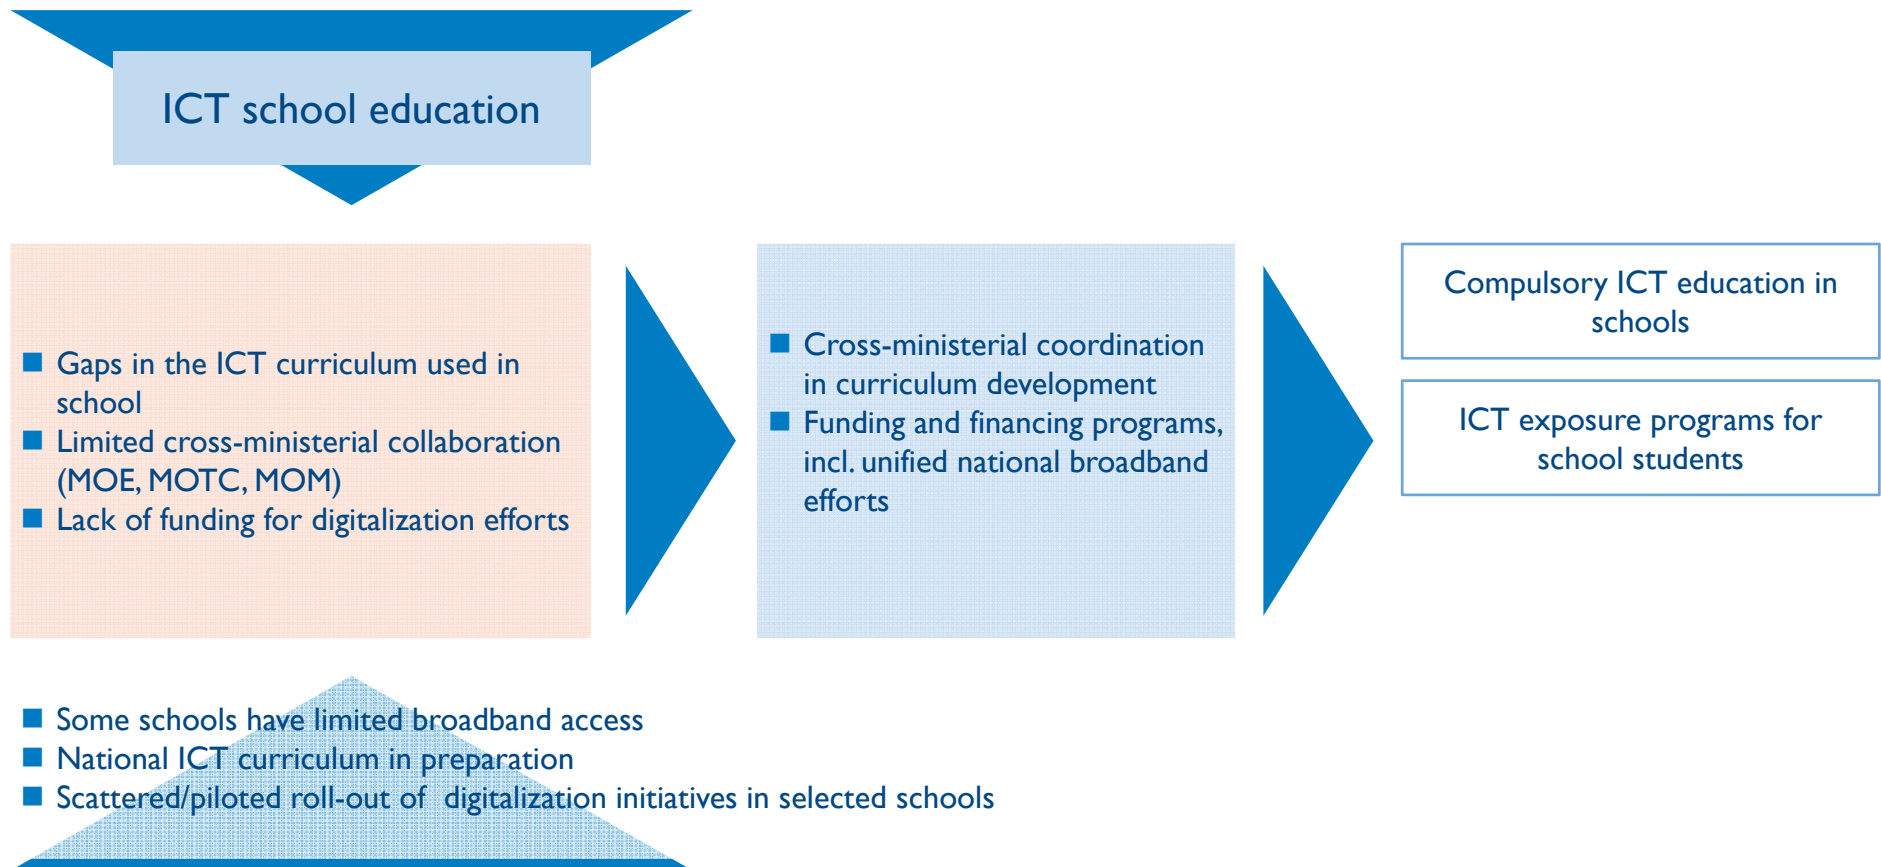 ICT school education
■ Gaps in the ICT curriculum used in
school
■ Limited cross-ministerial collaboration
(MOE, MOTC, MOM)
■ Lack of funding for digitalization efforts
■ Cross-ministerial coordination
in curriculum development
■ Funding and financing programs,
incl. unified national broadband
efforts
Compulsory ICT education in
schools
ICT exposure programs for
school students
■ Some schools have limited broadband access
■ National ICT curriculum in preparation
■ Scattered/piloted roll-out of digitalization initiatives in selected schools